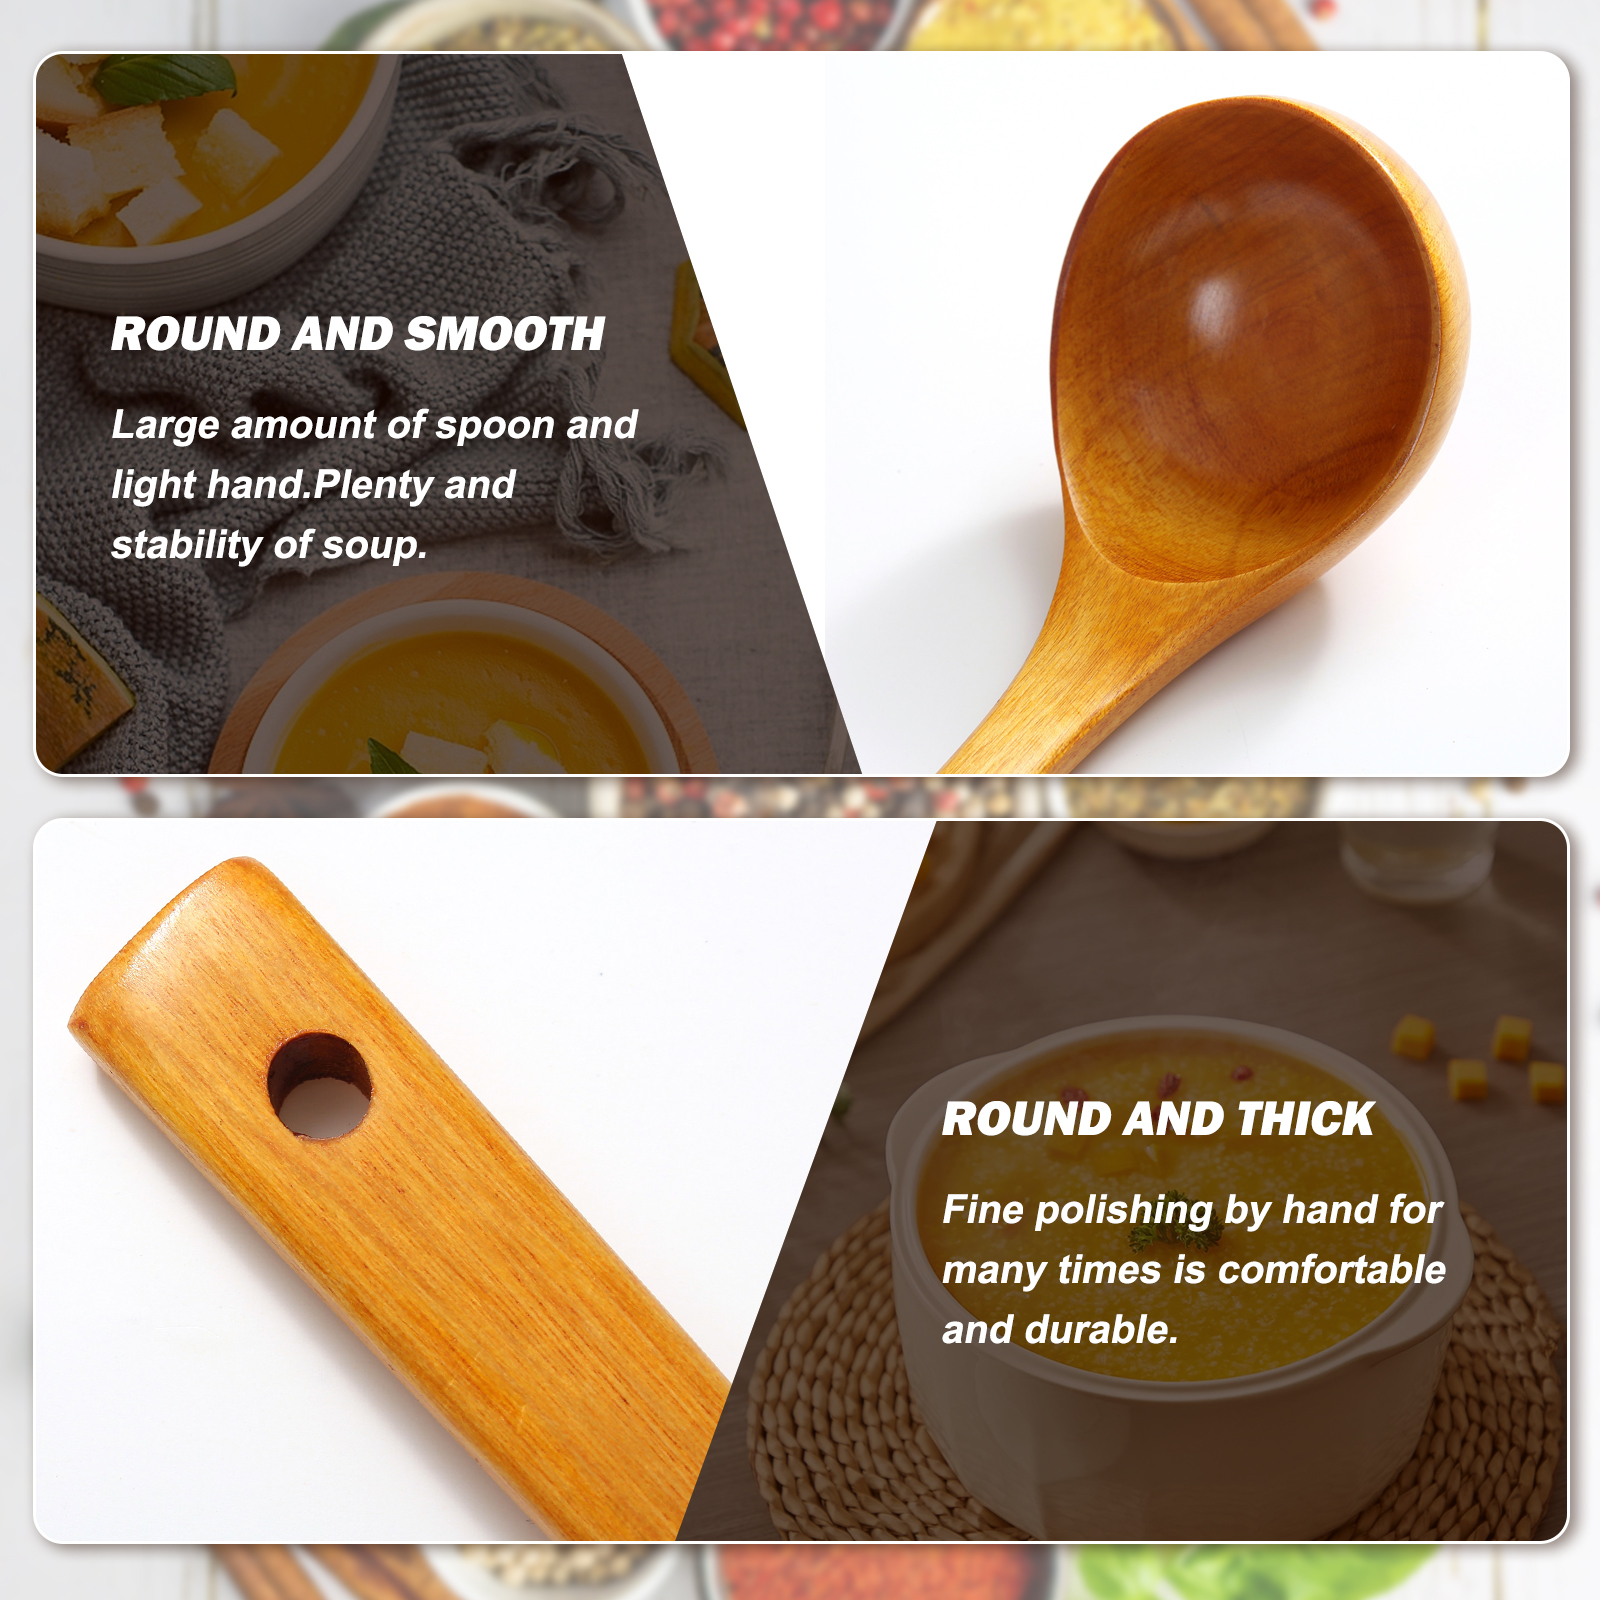 ROUND AND SMOOTH
Large amount of spoon and
light hand.Plenty and
stability of soup.
ROUND AND THICK
Fine polishing by hand for
many times is comfortable
and durable.